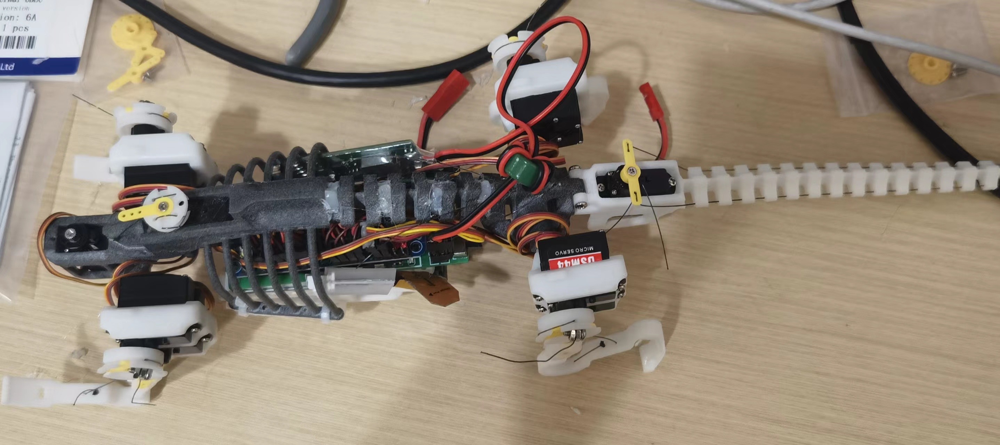 version
ion: 6A
1 pcs
Ltd
MICRO SERVO
DSM44